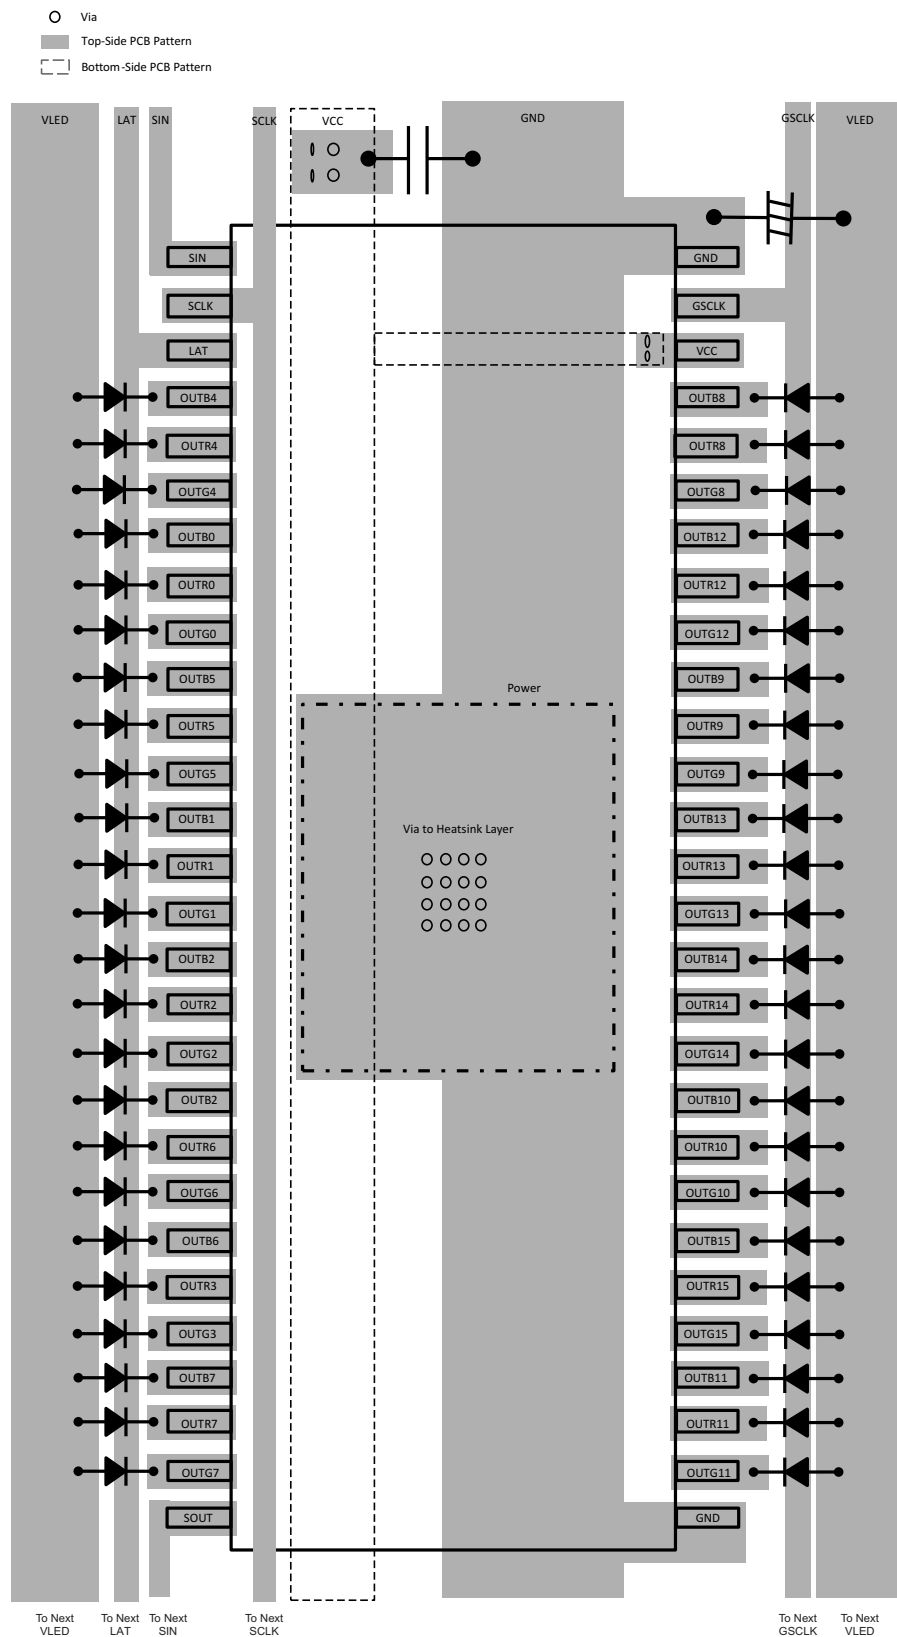 Via
Top-Side PCB Pattern
Bottom-Side PCB Pattern
VLED LAT SIN SCLK VCC GND GSCLK VLED
SIN GND
SCLK GSCLK
LAT VCC
OUTB4 OUTB8
OUTR4 OUTR8
OUTG4 OUTG8
OUTB0 OUTB12
OUTR0 OUTR12
OUTG0 OUTG12
OUTB5 OUTB9
Power
OUTR5 OUTR9
OUTG5 OUTG9
OUTB1 OUTB13
Via to Heatsink Layer
OUTR1 OUTR13
OUTG1 OUTG13
OUTB2 OUTB14
OUTR2 OUTR14
OUTG2 OUTG14
OUTB2 OUTB10
OUTR6 OUTR10
OUTG6 OUTG10
OUTB6 OUTB15
OUTR3 OUTR15
OUTG3 OUTG15
OUTB7 OUTB11
OUTR7 OUTR11
OUTG7 OUTG11
SOUT GND
To Next To Next To Next To Next To Next To Next
VLED LAT SIN SCLK GSCLK VLED